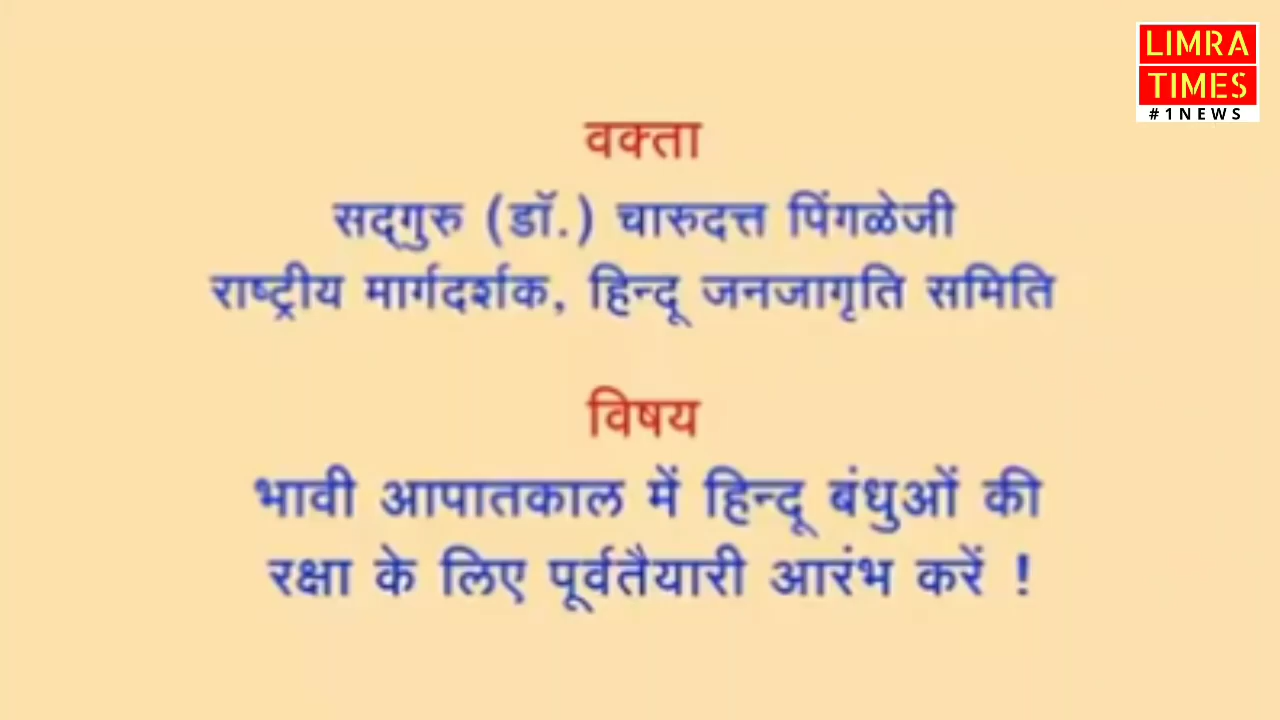 LIMRA
TIMES
#1NEWS
वक्ता
सद्‌गुरु (डॉ.) चारुदत्त पिंगळेजी
राष्ट्रीय मार्गदर्शक, हिन्दू जनजागृति समिति
विषय
भावी आपातकाल में हिन्दू बंधुओं की
रक्षा के लिए पूर्वतैयारी आरंभ करें !